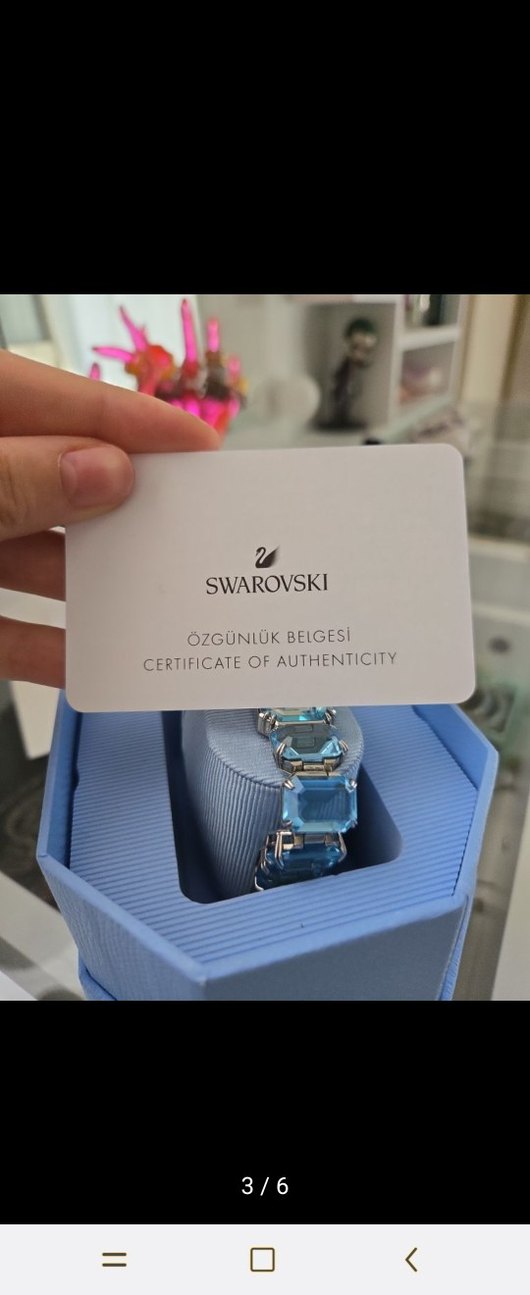 SWAROVSKI
ÖZGÜNLÜK BELGESİ
CERTIFICATE OF AUTHENTICITY
3 / 6